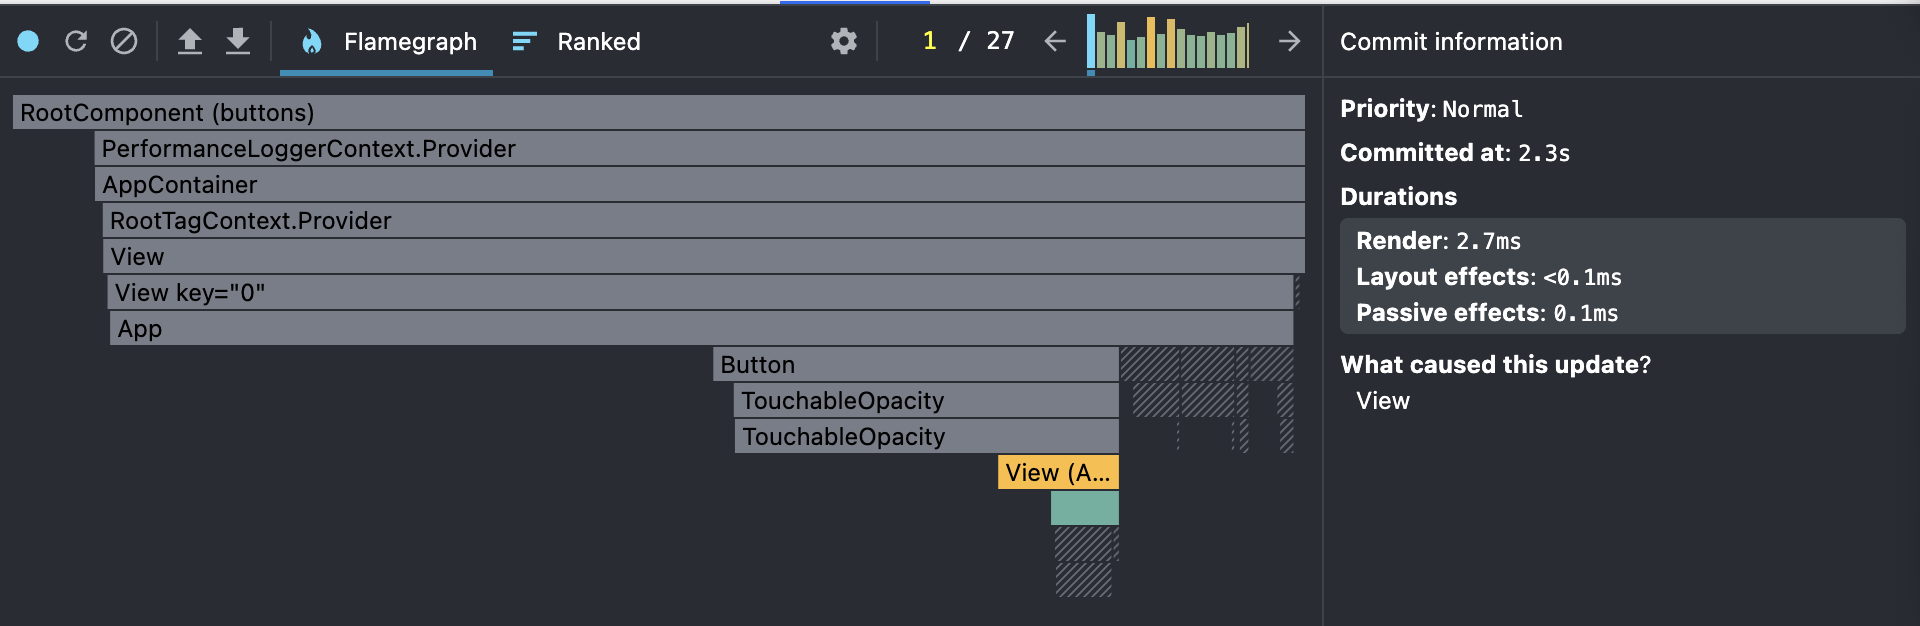 Flamegraph
Ranked
1 / 27
Commit information
RootComponent (buttons)
PerformanceLoggerContext.Provider
AppContainer
RootTagContext.Provider
View
View key="0"
App
Button
TouchableOpacity
TouchableOpacity
View (A...
Priority: Normal
Committed at: 2.3s
Durations
Render: 2.7ms
Layout effects: <0.1ms
Passive effects: 0.1ms
What caused this update?
View